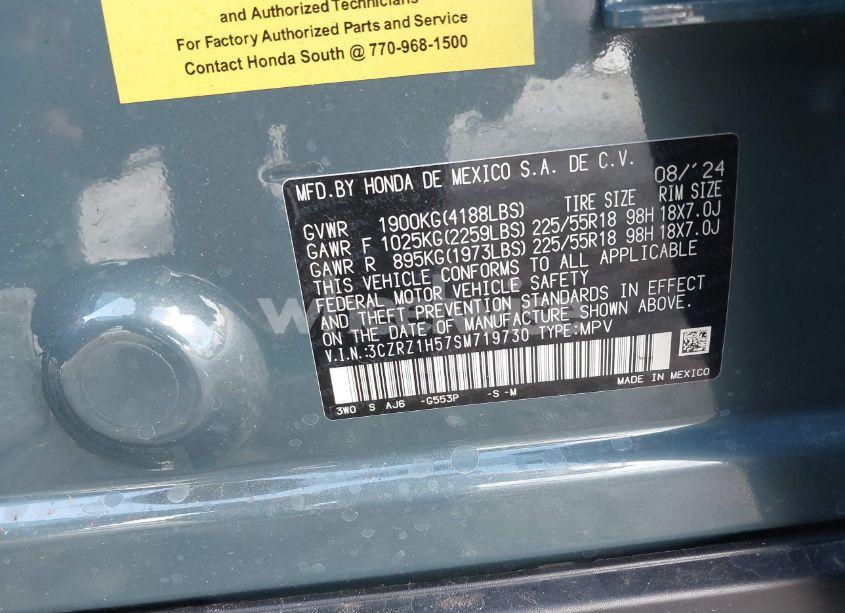 and Authorized Technicians
For Factory Authorized Parts and Service
Contact Honda South @ 770-968-1500
MFD.BY HONDA DE MEXICO S.A. DE C.V. 08/'24
TIRE SIZE RIM SIZE
GVWR 1900KG(4188LBS)
GAWR F 1025KG(2259LBS) 225/55R18 98H 18X7.0J
GAWR R 895KG(1973LBS) 225/55R18 98H 18X7.0J
THIS VEHICLE CONFORMS TO ALL APPLICABLE
FEDERAL MOTOR VEHICLE SAFETY
AND THEFT PREVENTION STANDARDS IN EFFECT
ON THE DATE OF MANUFACTURE SHOWN ABOVE.
V.I.N.:3CZRZ1H57SM719730 TYPE:MPV
MADE IN MEXICO
3WO S AJ6 -G553P -S -M